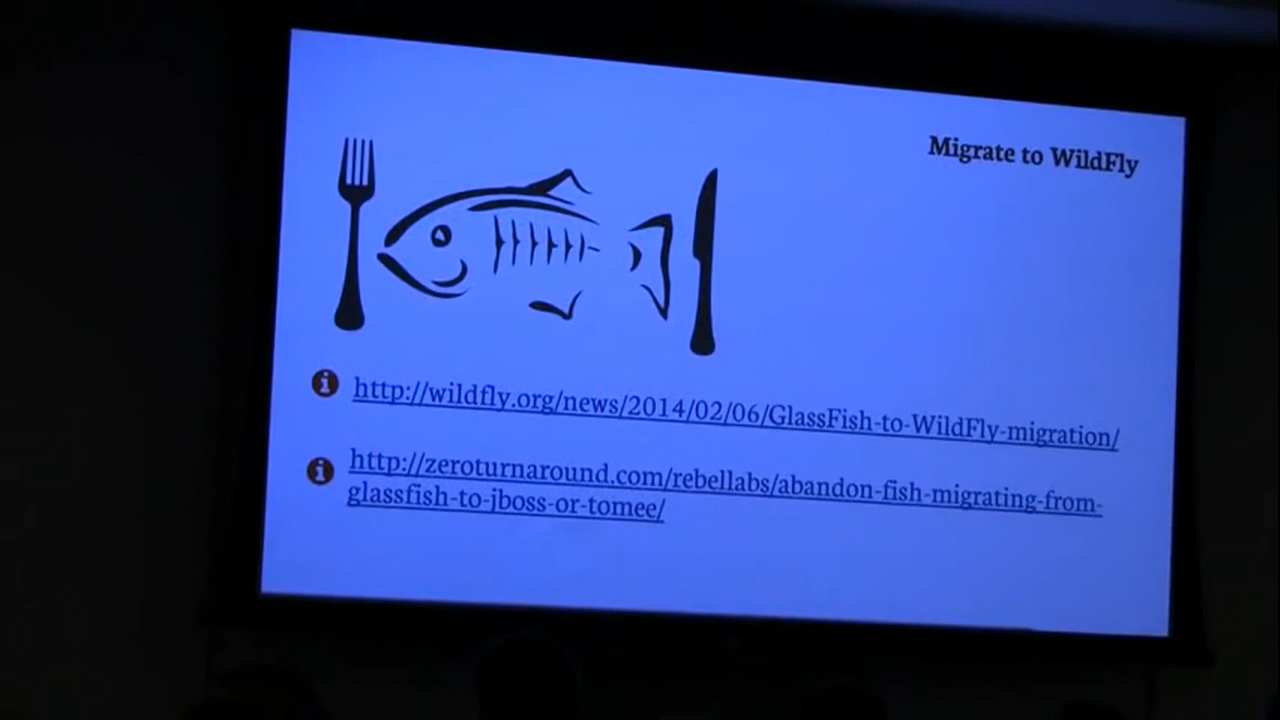 Migrate to WildFly
http://wildfly.org/news/2014/02/06/GlassFish-to-WildFly-migration/
http://zeroturnaround.com/rebellabs/abandon-fish-migrating-from-
glassfish-to-jboss-or-tomee/